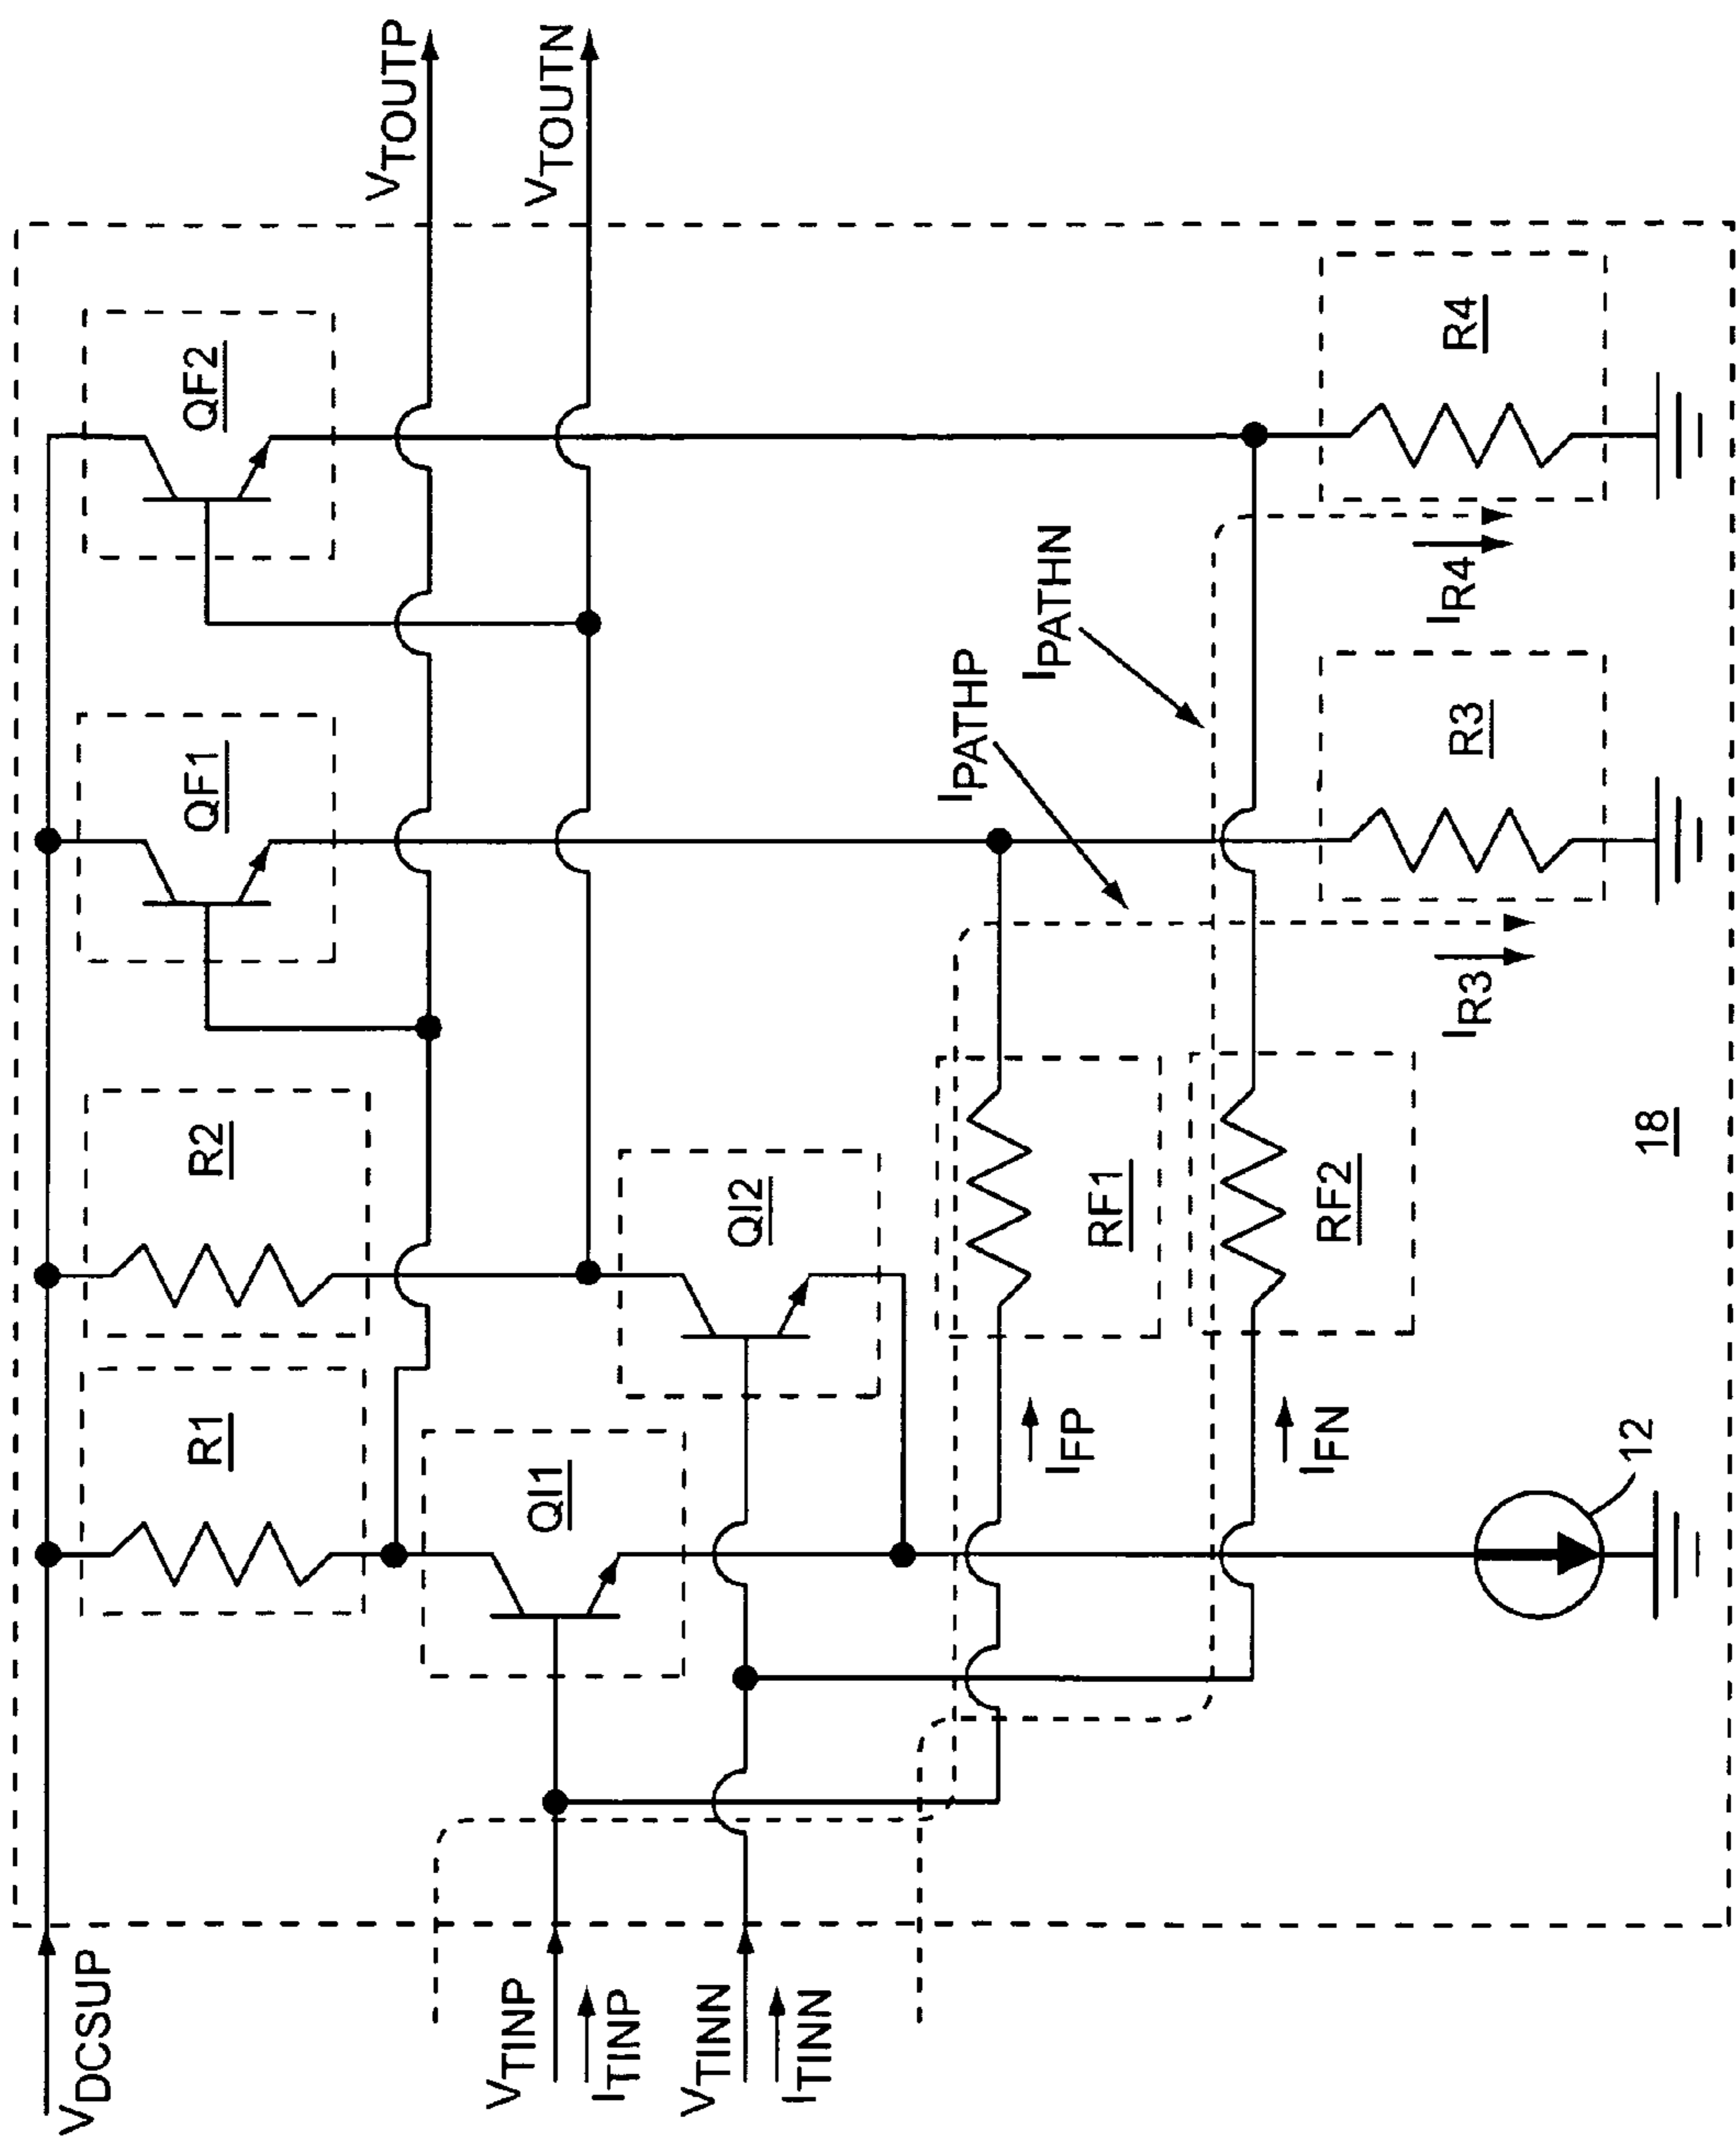 VDCSUP
VTINP
ITINP
VTINN
ITINN
R1
R2
QI1
QI2
QF1
QF2
VTOUTP
VTOUTN
IPATHP
IPATHN
RF1
RF2
IFP
IFN
12
18
R3
IR3
R4
IR4